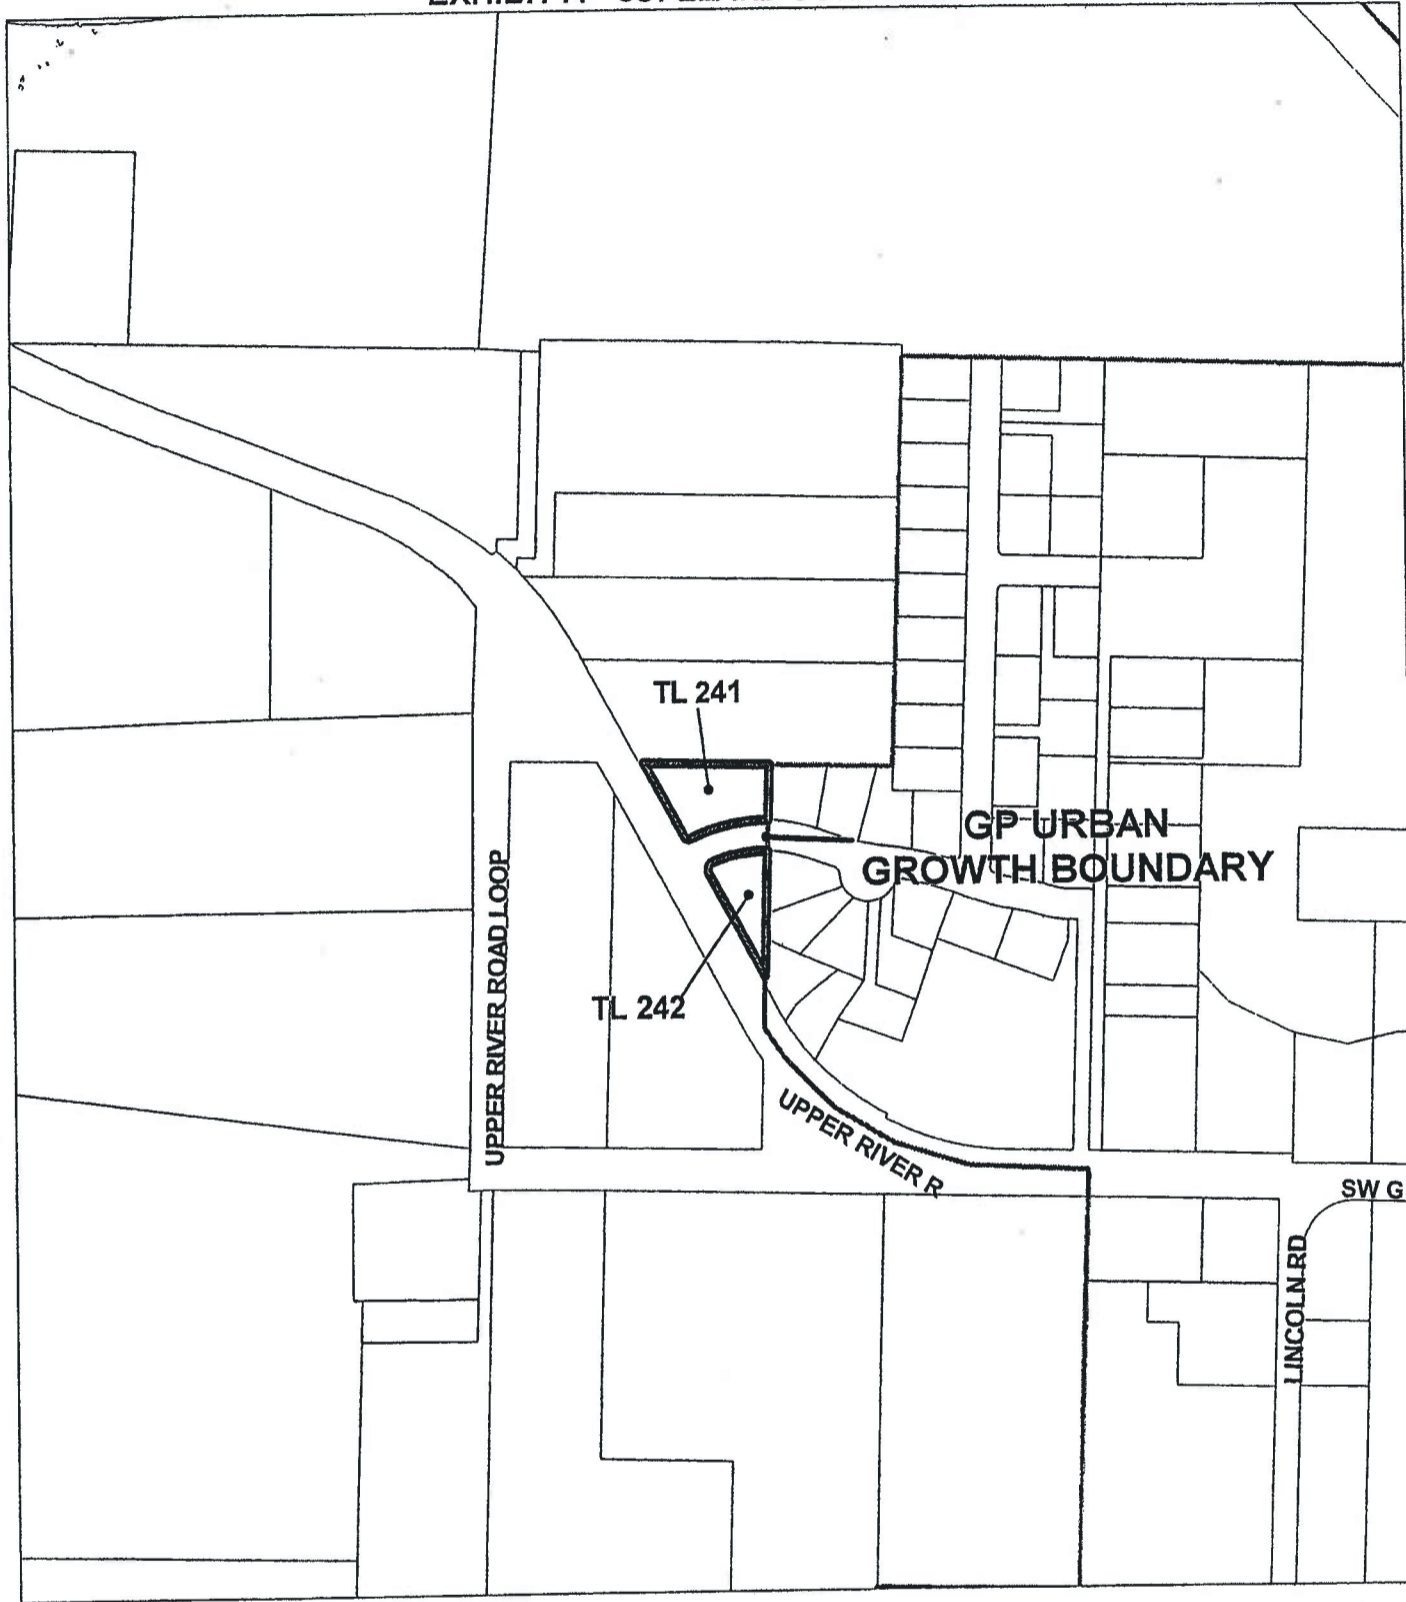 TL 241
GP URBAN
GROWTH BOUNDARY
TL 242
UPPER RIVER ROAD LOOP
UPPER RIVER R
SW G
LINCOLN RD